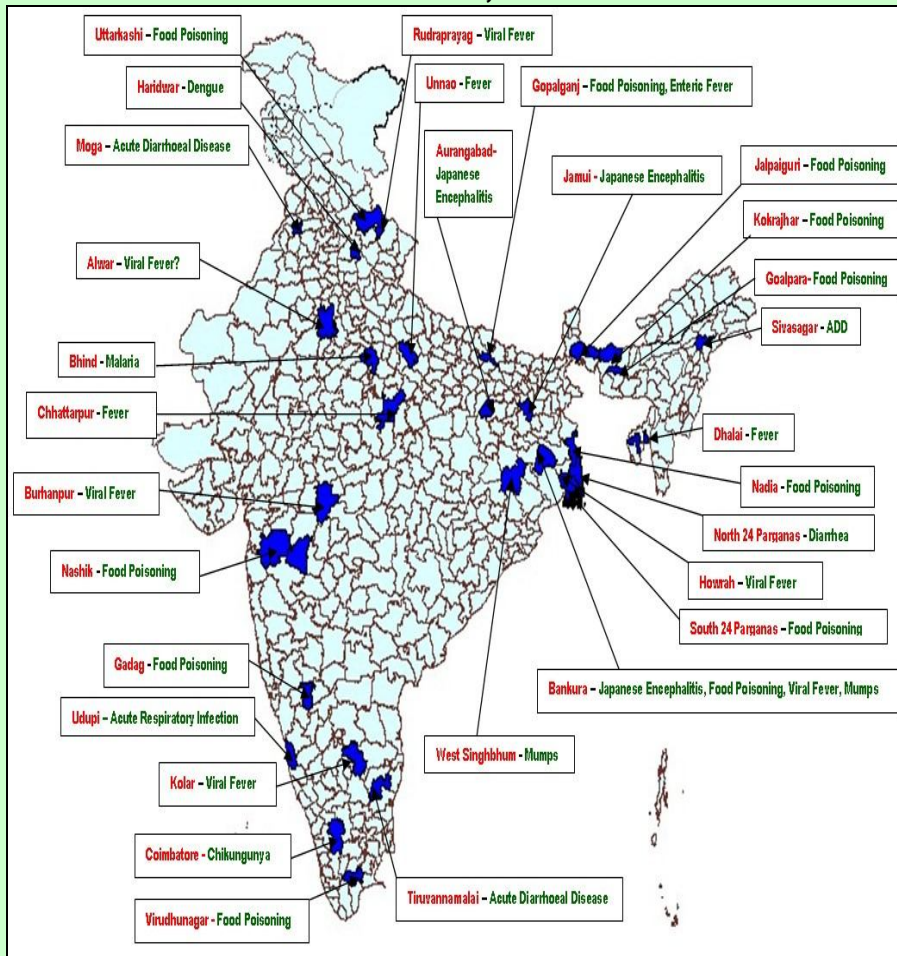 Uttarkashi – Food Poisoning
Rudraprayag – Viral Fever
Haridwar – Dengue
Unnao - Fever
Gopalganj – Food Poisoning, Enteric Fever
Moga – Acute Diarrhoeal Disease
Aurangabad-
Japanese
Encephalitis
Jamui - Japanese Encephalitis
Jalpaiguri – Food Poisoning
Kokrajhar – Food Poisoning
Alwar – Viral Fever?
Goalpara- Food Poisoning
Sivasagar – ADD
Bhind – Malaria
Chhattarpur – Fever
Dhalai – Fever
Burhanpur – Viral Fever
Nadia – Food Poisoning
North 24 Parganas – Diarrhea
Nashik - Food Poisoning
Howrah – Viral Fever
South 24 Parganas – Food Poisoning
Gadag - Food Poisoning
Bankura – Japanese Encephalitis, Food Poisoning, Viral Fever, Mumps
Udupi – Acute Respiratory Infection
West Singhbhum – Mumps
Kolar – Viral Fever
Coimbatore - Chikungunya
Tiruvannamalai – Acute Diarrhoeal Disease
Virudhunagar - Food Poisoning